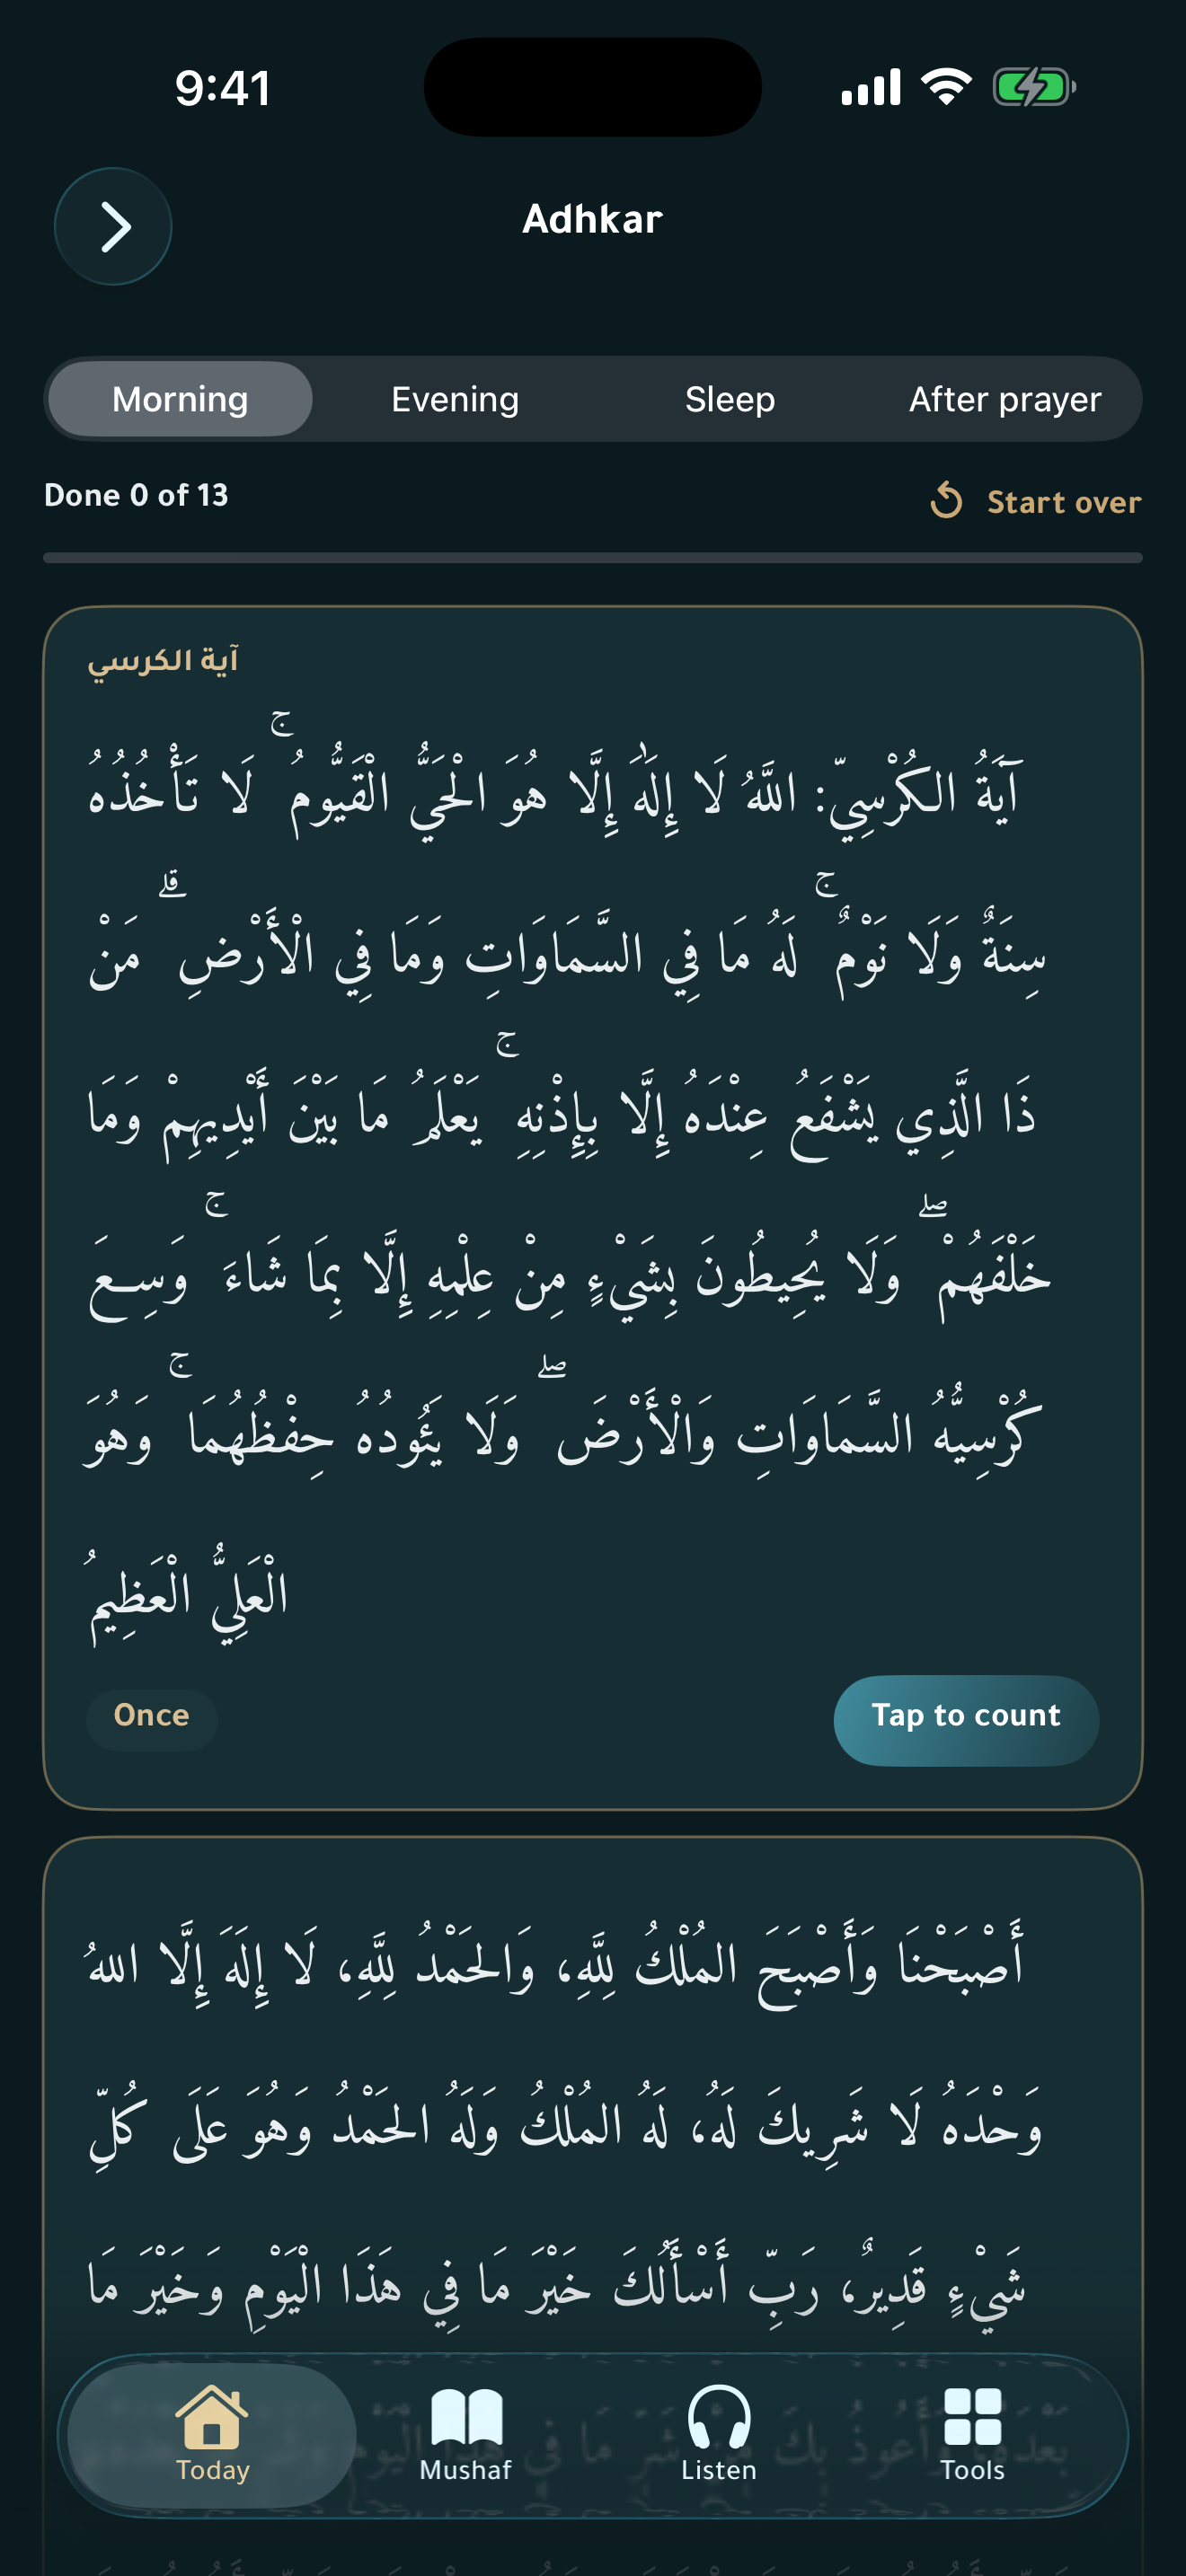 9:41
Adhkar
Morning
Evening
Sleep
After prayer
Done 0 of 13
Start over
آية الكرسي
آيَةُ الكُرْسِيِّ: اللَّهُ لَا إِلَٰهَ إِلَّا هُوَ الْحَيُّ الْقَيُّومُ ۚ لَا تَأْخُذُهُ
سِنَةٌ وَلَا نَوْمٌ ۚ لَهُ مَا فِي السَّمَاوَاتِ وَمَا فِي الْأَرْضِ ۗ مَنْ
ذَا الَّذِي يَشْفَعُ عِنْدَهُ إِلَّا بِإِذْنِهِ ۚ يَعْلَمُ مَا بَيْنَ أَيْدِيهِمْ وَمَا
خَلْفَهُمْ ۖ وَلَا يُحِيطُونَ بِشَيْءٍ مِنْ عِلْمِهِ إِلَّا بِمَا شَاءَ ۚ وَسِعَ
كُرْسِيُّهُ السَّمَاوَاتِ وَالْأَرْضَ ۖ وَلَا يَئُودُهُ حِفْظُهُمَا ۚ وَهُوَ
الْعَلِيُّ الْعَظِيمُ
Once
Tap to count
أَصْبَحْنَا وَأَصْبَحَ المُلْكُ لِلَّهِ، وَالحَمْدُ لِلَّهِ، لَا إِلَهَ إِلَّا اللهُ
وَحْدَهُ لَا شَرِيكَ لَهُ، لَهُ المُلْكُ وَلَهُ الحَمْدُ وَهُوَ عَلَى كُلِّ
شَيْءٍ قَدِيرٌ، رَبِّ أَسْأَلُكَ خَيْرَ مَا فِي هَذَا الْيَوْمِ وَخَيْرَ مَا
Today
Mushaf
Listen
Tools